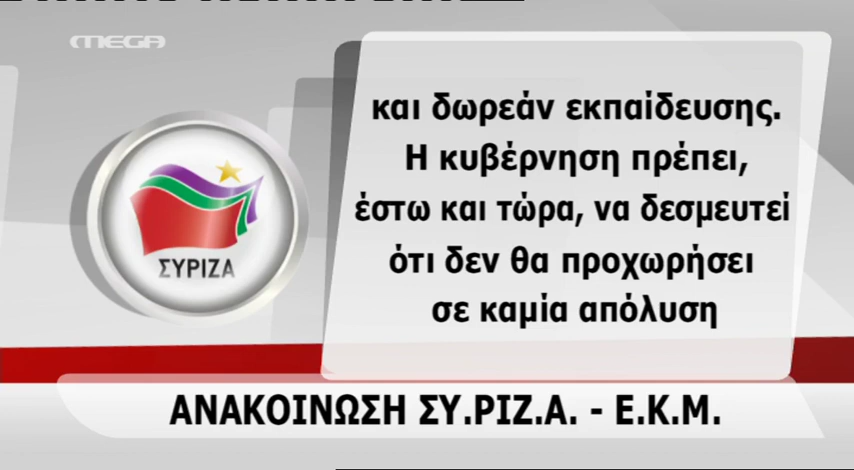 MEGA
και δωρεάν εκπαίδευσης.
Η κυβέρνηση πρέπει,
έστω και τώρα, να δεσμευτεί
ότι δεν θα προχωρήσει
σε καμία απόλυση
ΣΥΡΙΖΑ
ΑΝΑΚΟΙΝΩΣΗ ΣΥ.ΡΙΖ.Α. - Ε.Κ.Μ.